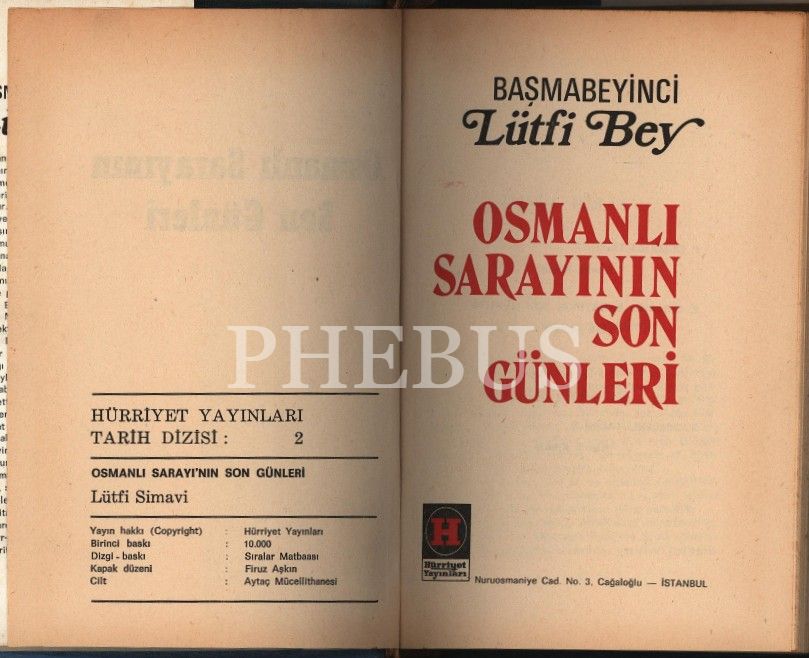 HÜRRİYET YAYINLARI
TARİH DİZİSİ : 2
OSMANLI SARAYI'NIN SON GÜNLERİ
Lütfi Simavi
Yayın hakkı (Copyright) : Hürriyet Yayınları
Birinci baskı : 10.000
Dizgi - baskı : Sıralar Matbaası
Kapak düzeni : Firuz Aşkın
Cilt : Aytaç Mücellithanesi
BAŞMABEYİNCİ
Lütfi Bey
OSMANLI
SARAYININ
SON
GÜNLERİ
H
Hürriyet
Yayınları
Nuruosmaniye Cad. No. 3, Cağaloğlu — İSTANBUL
PHEBUS